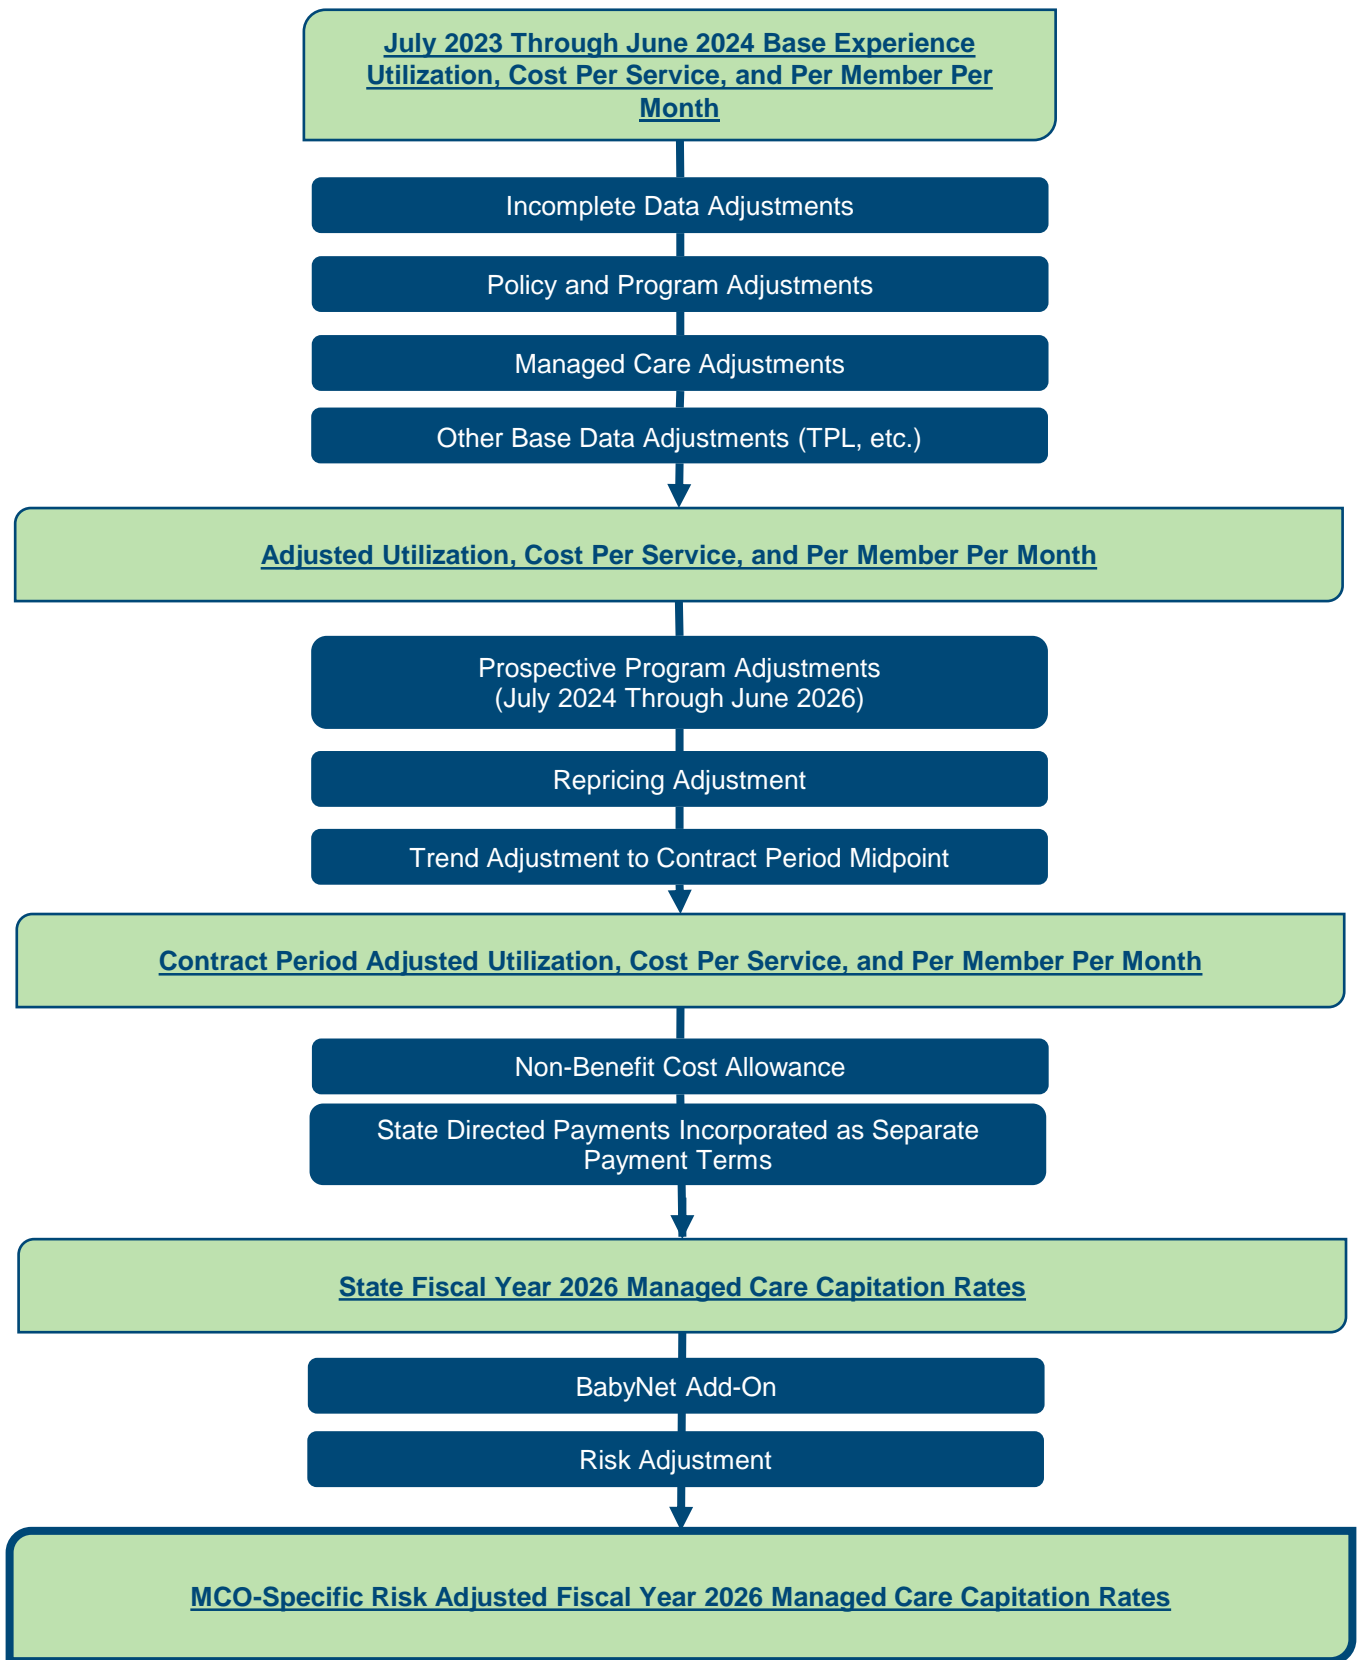 July 2023 Through June 2024 Base Experience
Utilization, Cost Per Service, and Per Member Per
Month
Incomplete Data Adjustments
Policy and Program Adjustments
Managed Care Adjustments
Other Base Data Adjustments (TPL, etc.)
Adjusted Utilization, Cost Per Service, and Per Member Per Month
Prospective Program Adjustments
(July 2024 Through June 2026)
Repricing Adjustment
Trend Adjustment to Contract Period Midpoint
Contract Period Adjusted Utilization, Cost Per Service, and Per Member Per Month
Non-Benefit Cost Allowance
State Directed Payments Incorporated as Separate
Payment Terms
State Fiscal Year 2026 Managed Care Capitation Rates
BabyNet Add-On
Risk Adjustment
MCO-Specific Risk Adjusted Fiscal Year 2026 Managed Care Capitation Rates